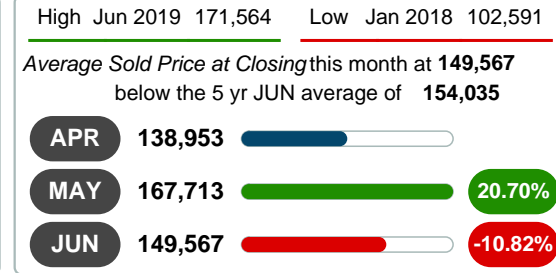 High Jun 2019 171,564 Low Jan 2018 102,591
Average Sold Price at Closing this month at 149,567
below the 5 yr JUN average of 154,035
APR 138,953
MAY 167,713 20.70%
JUN 149,567 -10.82%